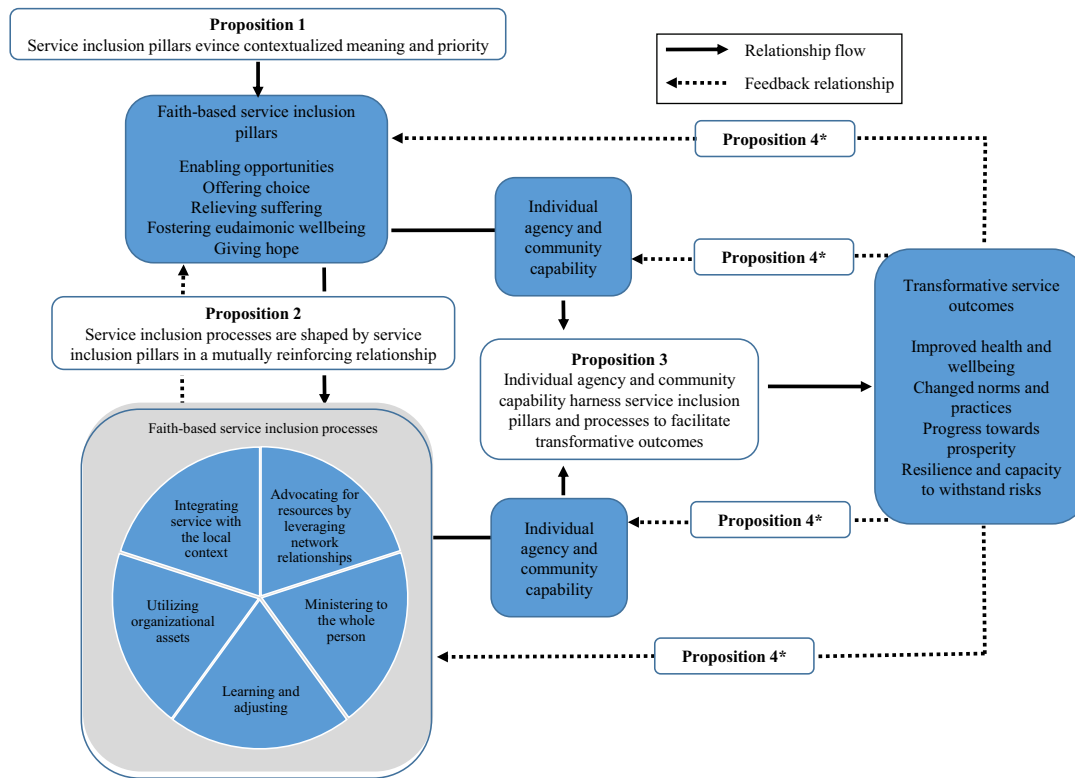 Proposition 1
Service inclusion pillars evince contextualized meaning and priority
Relationship flow
Feedback relationship
Faith-based service inclusion
pillars
Enabling opportunities
Offering choice
Relieving suffering
Fostering eudaimonic wellbeing
Giving hope
Proposition 4*
Individual
agency and
community
capability
Proposition 4*
Transformative service
outcomes
Improved health and
wellbeing
Changed norms and
practices
Progress towards
prosperity
Resilience and capacity
to withstand risks
Proposition 2
Service inclusion processes are shaped by service
inclusion pillars in a mutually reinforcing relationship
Proposition 3
Individual agency and community
capability harness service inclusion
pillars and processes to facilitate
transformative outcomes
Faith-based service inclusion processes
Integrating
service with
the local
context
Advocating for
resources by
leveraging
network
relationships
Utilizing
organizational
assets
Ministering to
the whole
person
Learning and
adjusting
Individual
agency and
community
capability
Proposition 4*
Proposition 4*